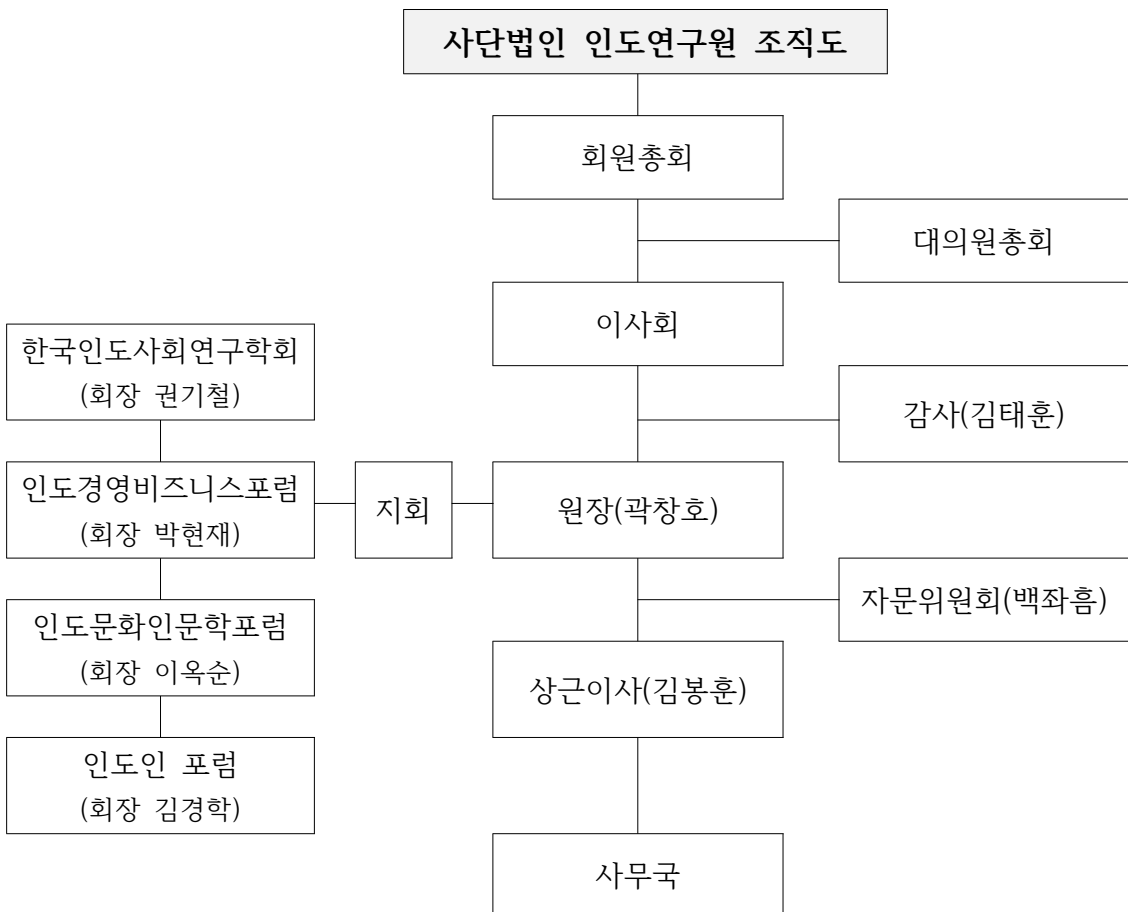 사단법인 인도연구원 조직도
회원총회
대의원총회
이사회
한국인도사회연구학회
(회장 권기철)
감사(김태훈)
인도경영비즈니스포럼
(회장 박현재)
지회
원장(곽창호)
자문위원회(백좌흠)
인도문화인문학포럼
(회장 이옥순)
상근이사(김봉훈)
인도인 포럼
(회장 김경학)
사무국